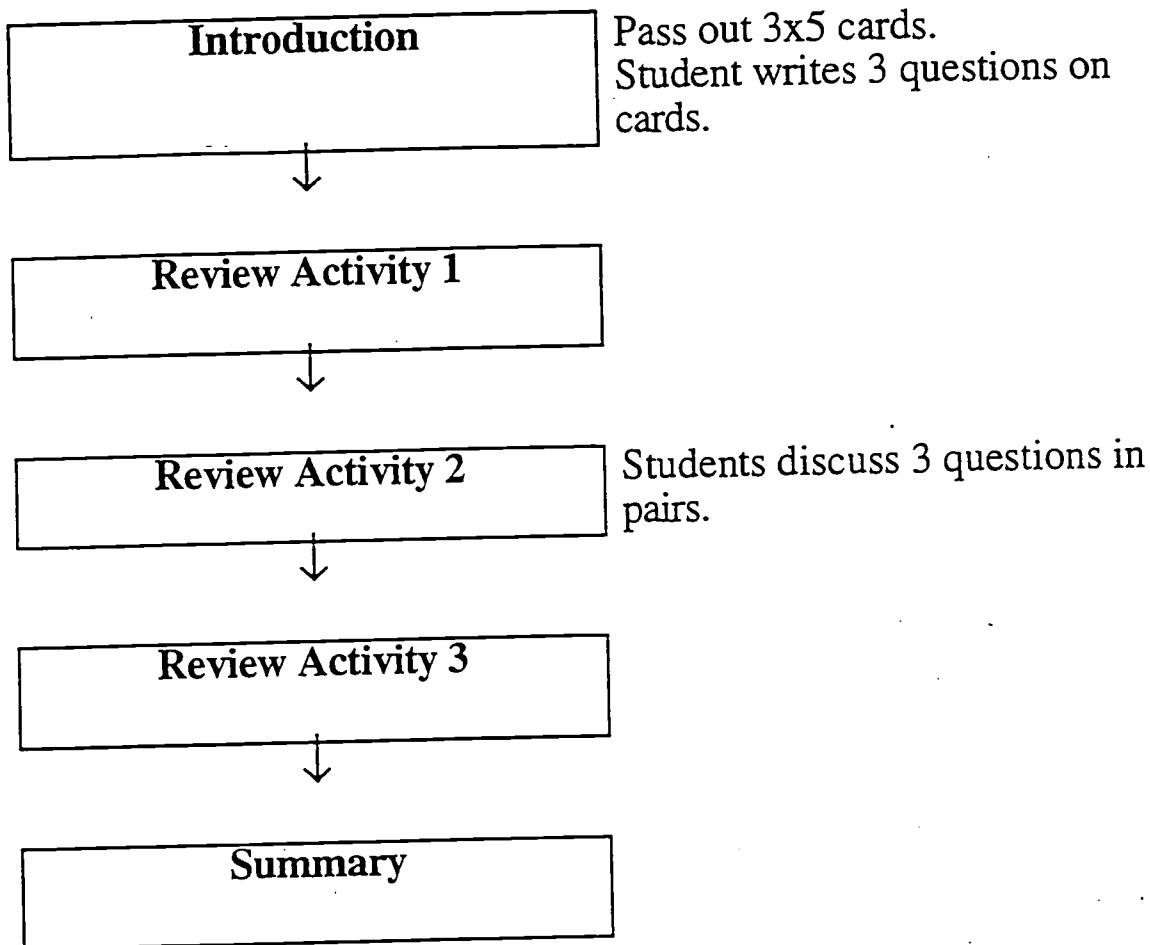 Introduction
Pass out 3x5 cards.
Student writes 3 questions on
cards.
Review Activity 1
Review Activity 2
Students discuss 3 questions in
pairs.
Review Activity 3
Summary